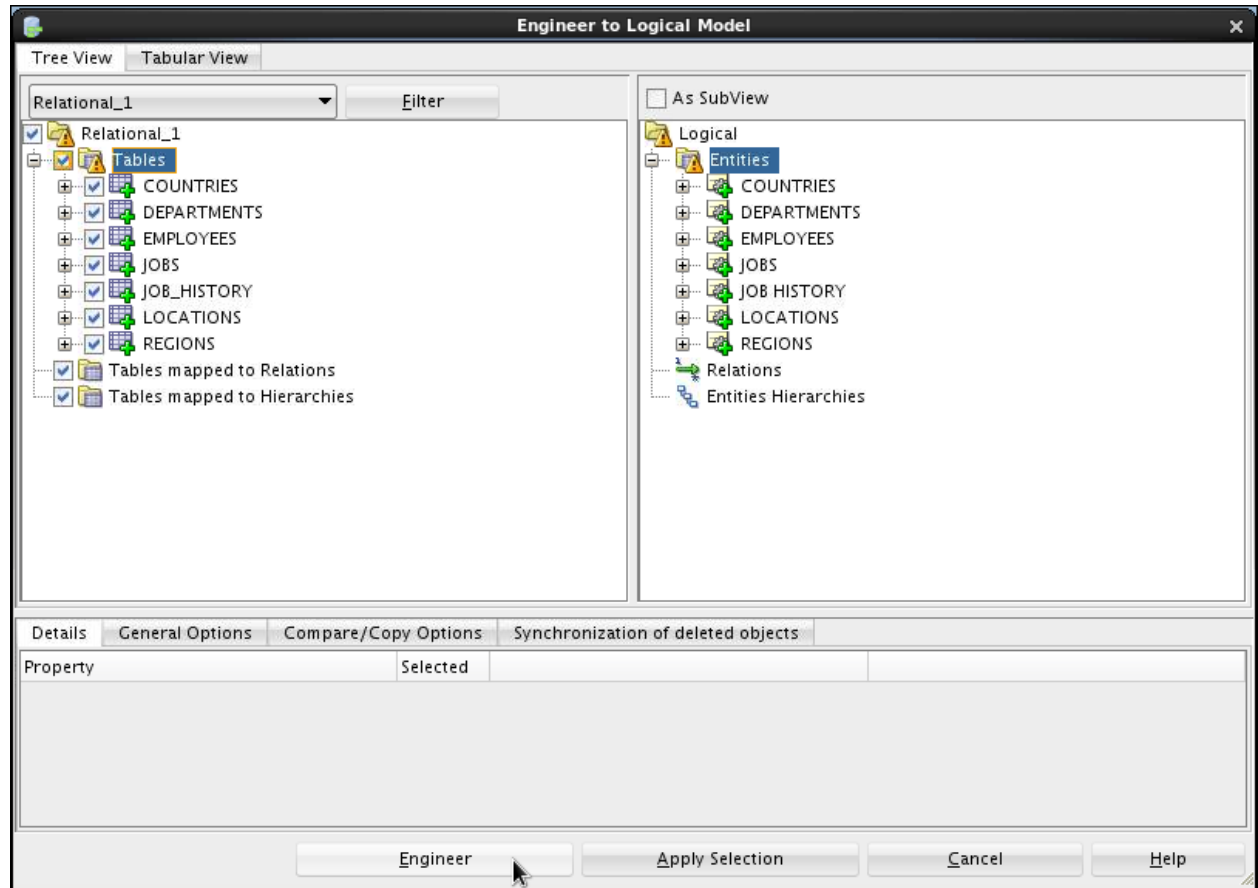 Engineer to Logical Model
Tree View Tabular View
Relational_1 Filter
As SubView
Relational_1
Tables
COUNTRIES
DEPARTMENTS
EMPLOYEES
JOBS
JOB_HISTORY
LOCATIONS
REGIONS
Tables mapped to Relations
Tables mapped to Hierarchies
Logical
Entities
COUNTRIES
DEPARTMENTS
EMPLOYEES
JOBS
JOB HISTORY
LOCATIONS
REGIONS
Relations
Entities Hierarchies
Details General Options Compare/Copy Options Synchronization of deleted objects
Property Selected
Engineer Apply Selection Cancel Help